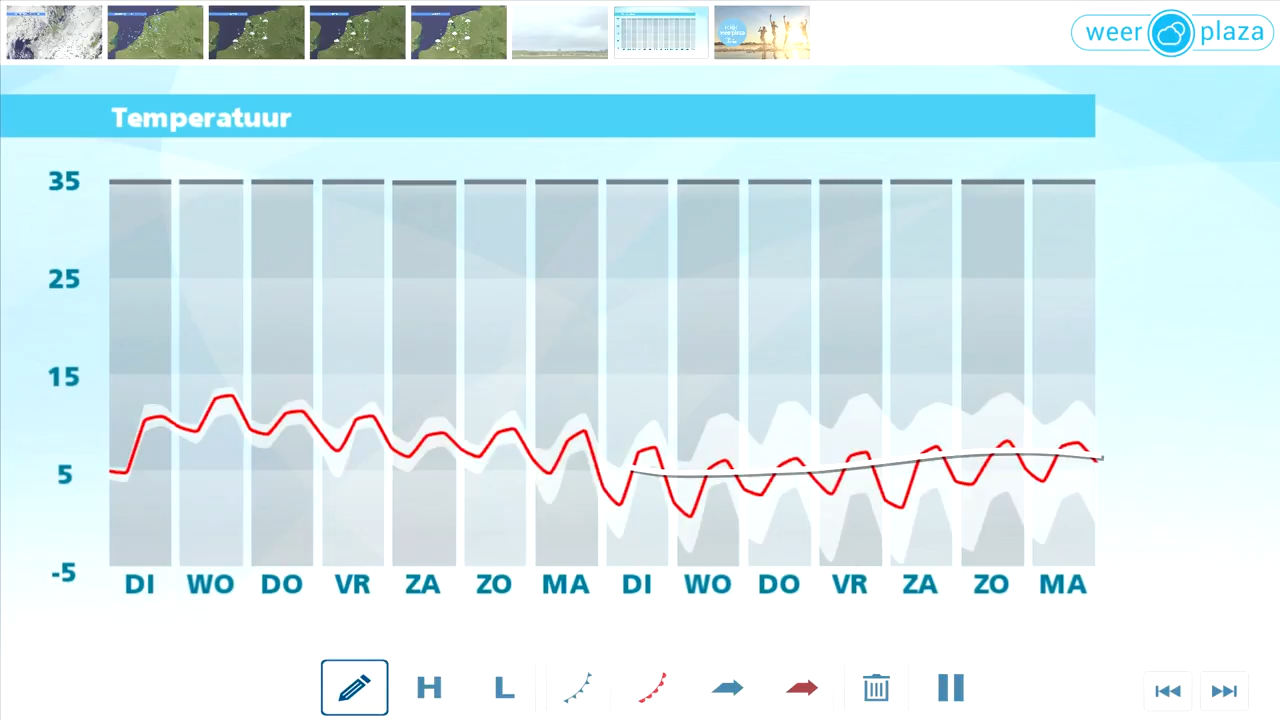 weer plaza
Temperatuur
35
25
15
5
-5
DI WO DO VR ZA ZO MA DI WO DO VR ZA ZO MA
H L